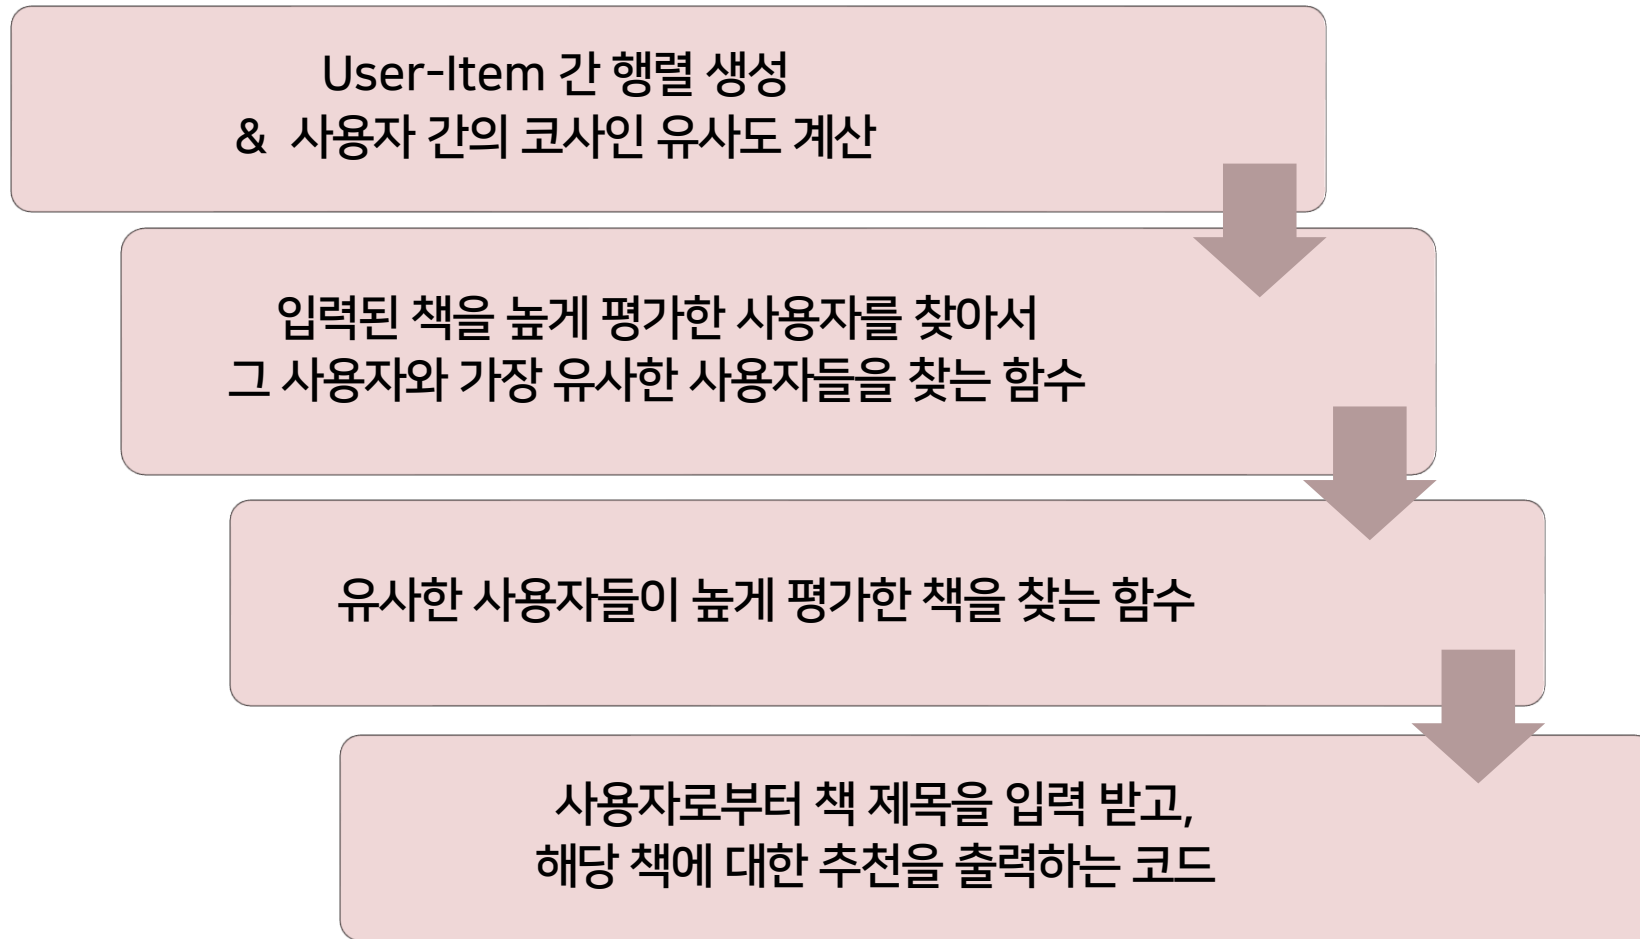 User-Item 간 행렬 생성
& 사용자 간의 코사인 유사도 계산
입력된 책을 높게 평가한 사용자를 찾아서
그 사용자와 가장 유사한 사용자들을 찾는 함수
유사한 사용자들이 높게 평가한 책을 찾는 함수
사용자로부터 책 제목을 입력 받고,
해당 책에 대한 추천을 출력하는 코드